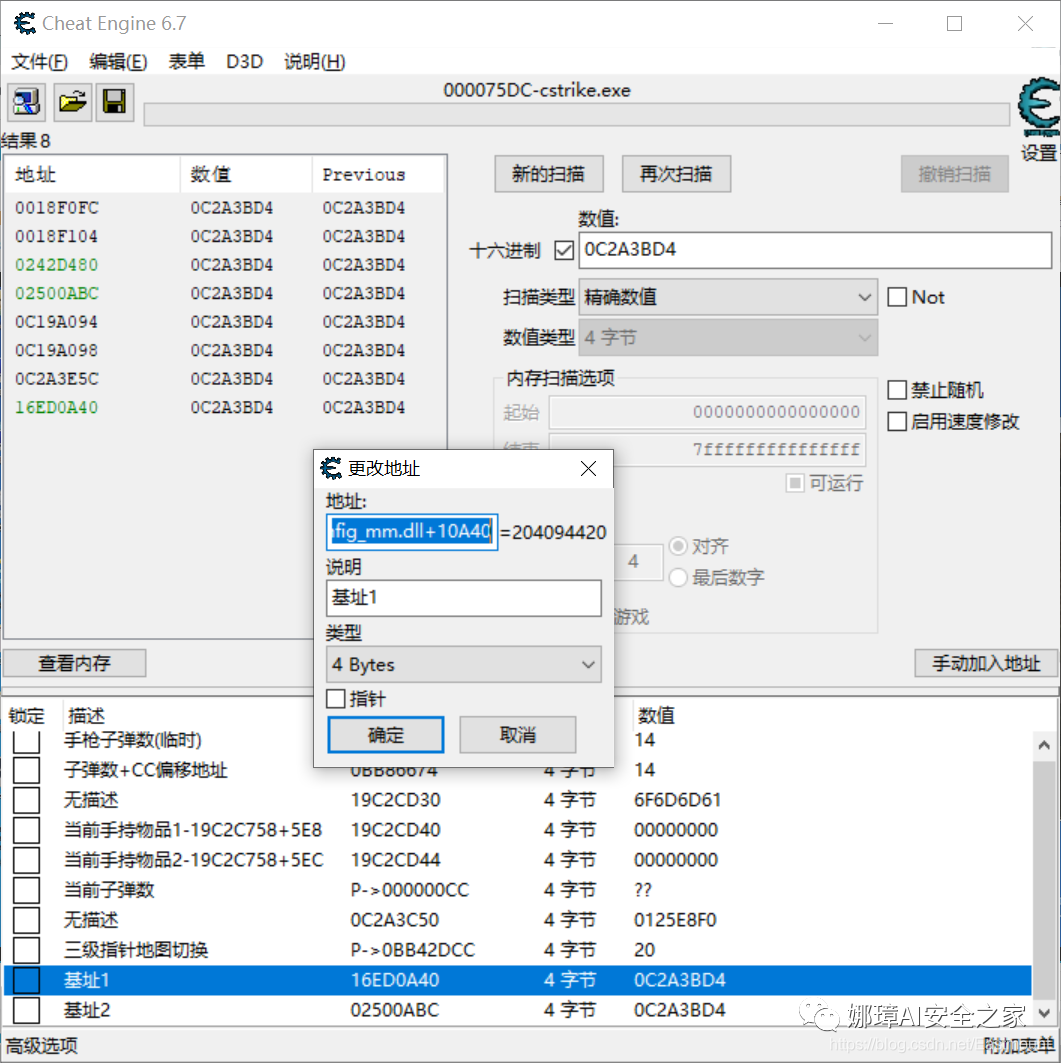 Cheat Engine 6.7
文件(F) 编辑(E) 表单 D3D 说明(H)
000075DC-cstrike.exe
结果 8
设置
地址 数值 Previous
0018F0FC 0C2A3BD4 0C2A3BD4
0018F104 0C2A3BD4 0C2A3BD4
0242D480 0C2A3BD4 0C2A3BD4
02500ABC 0C2A3BD4 0C2A3BD4
0C19A094 0C2A3BD4 0C2A3BD4
0C19A098 0C2A3BD4 0C2A3BD4
0C2A3E5C 0C2A3BD4 0C2A3BD4
16ED0A40 0C2A3BD4 0C2A3BD4
新的扫描 再次扫描 撤销扫描
数值:
十六进制 0C2A3BD4
扫描类型 精确数值 Not
数值类型 4 字节
内存扫描选项
起始 0000000000000000
7fffffffffffffff
可运行
禁止随机
启用速度修改
4 对齐
最后数字
游戏
更改地址
地址:
fig_mm.dll+10A40 =204094420
说明
基址1
类型
4 Bytes
指针
确定 取消
查看内存 手动加入地址
锁定 描述 数值
手枪子弹数(临时) 14
子弹数+CC偏移地址 0BB86674 4 字节 14
无描述 19C2CD30 4 字节 6F6D6D61
当前手持物品1-19C2C758+5E8 19C2CD40 4 字节 00000000
当前手持物品2-19C2C758+5EC 19C2CD44 4 字节 00000000
当前子弹数 P->000000CC 4 字节 ??
无描述 0C2A3C50 4 字节 0125E8F0
三级指针地图切换 P->0BB42DCC 4 字节 20
基址1 16ED0A40 4 字节 0C2A3BD4
基址2 02500ABC 4 字节 0C2A3BD4
娜璋AI安全之家
高级选项 附加表单